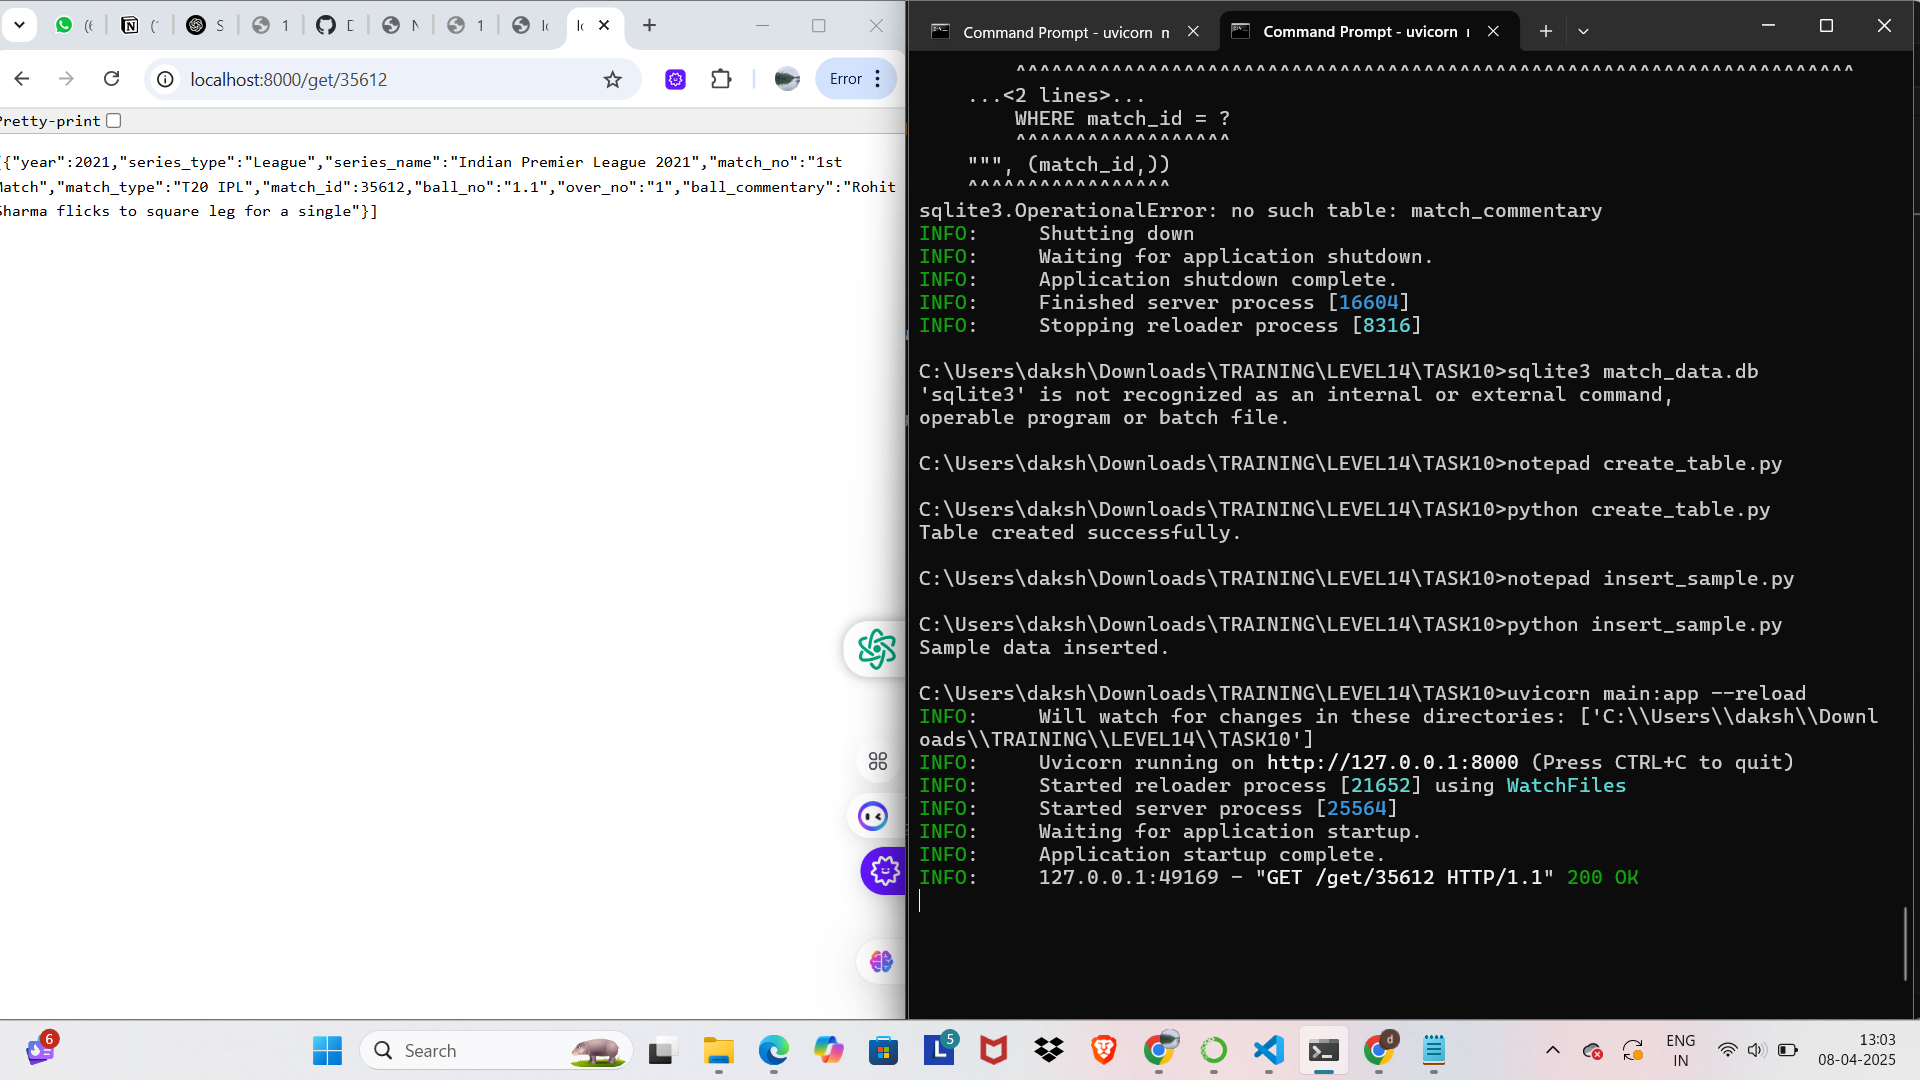 localhost:8000/get/35612
Error
Pretty-print
{"year":2021,"series_type":"League","series_name":"Indian Premier League 2021","match_no":"1st
Match","match_type":"T20 IPL","match_id":35612,"ball_no":"1.1","over_no":"1","ball_commentary":"Rohit
Sharma flicks to square leg for a single"}]
Command Prompt - uvicorn m
Command Prompt - uvicorn
^^^^^^^^^^^^^^^^^^^^^^^^^^^^^^^^^^^^^^^^^^^^^^^^^^^^^^^^^^^^^^^^^^^^^^
...<2 lines>...
WHERE match_id = ?
^^^^^^^^^^^^^^^^^^
""", (match_id,))
^^^^^^^^^^^^^^^^^
sqlite3.OperationalError: no such table: match_commentary
INFO: Shutting down
INFO: Waiting for application shutdown.
INFO: Application shutdown complete.
INFO: Finished server process [16604]
INFO: Stopping reloader process [8316]
C:\Users\daksh\Downloads\TRAINING\LEVEL14\TASK10>sqlite3 match_data.db
'sqlite3' is not recognized as an internal or external command,
operable program or batch file.
C:\Users\daksh\Downloads\TRAINING\LEVEL14\TASK10>notepad create_table.py
C:\Users\daksh\Downloads\TRAINING\LEVEL14\TASK10>python create_table.py
Table created successfully.
C:\Users\daksh\Downloads\TRAINING\LEVEL14\TASK10>notepad insert_sample.py
C:\Users\daksh\Downloads\TRAINING\LEVEL14\TASK10>python insert_sample.py
Sample data inserted.
C:\Users\daksh\Downloads\TRAINING\LEVEL14\TASK10>uvicorn main:app --reload
INFO: Will watch for changes in these directories: ['C:\\Users\\daksh\\Downl
oads\\TRAINING\\LEVEL14\\TASK10']
INFO: Uvicorn running on http://127.0.0.1:8000 (Press CTRL+C to quit)
INFO: Started reloader process [21652] using WatchFiles
INFO: Started server process [25564]
INFO: Waiting for application startup.
INFO: Application startup complete.
INFO: 127.0.0.1:49169 - "GET /get/35612 HTTP/1.1" 200 OK
6
Search
5
ENG
IN
13:03
08-04-2025